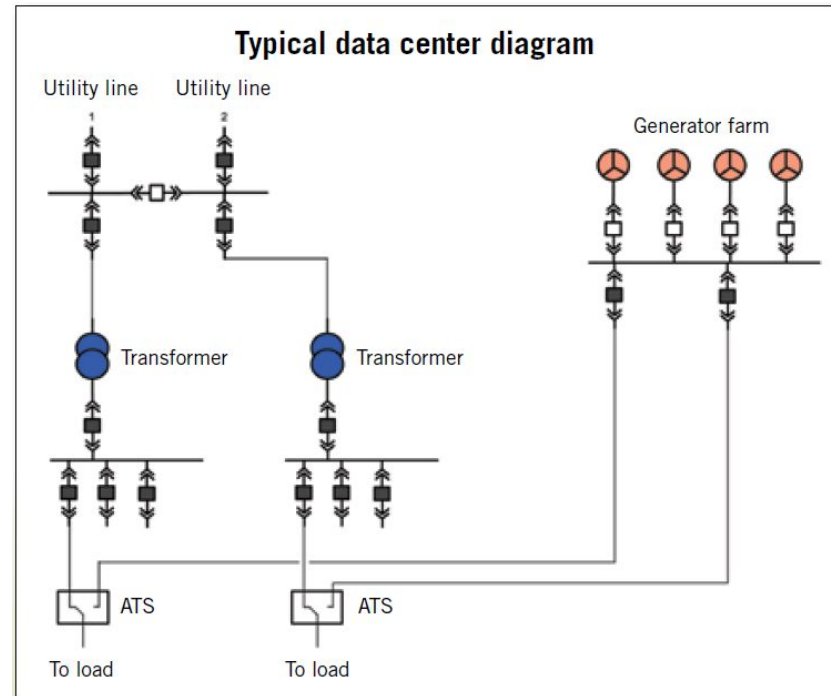 Typical data center diagram
Utility line
Utility line
1
2
Generator farm
Transformer
Transformer
ATS
ATS
To load
To load